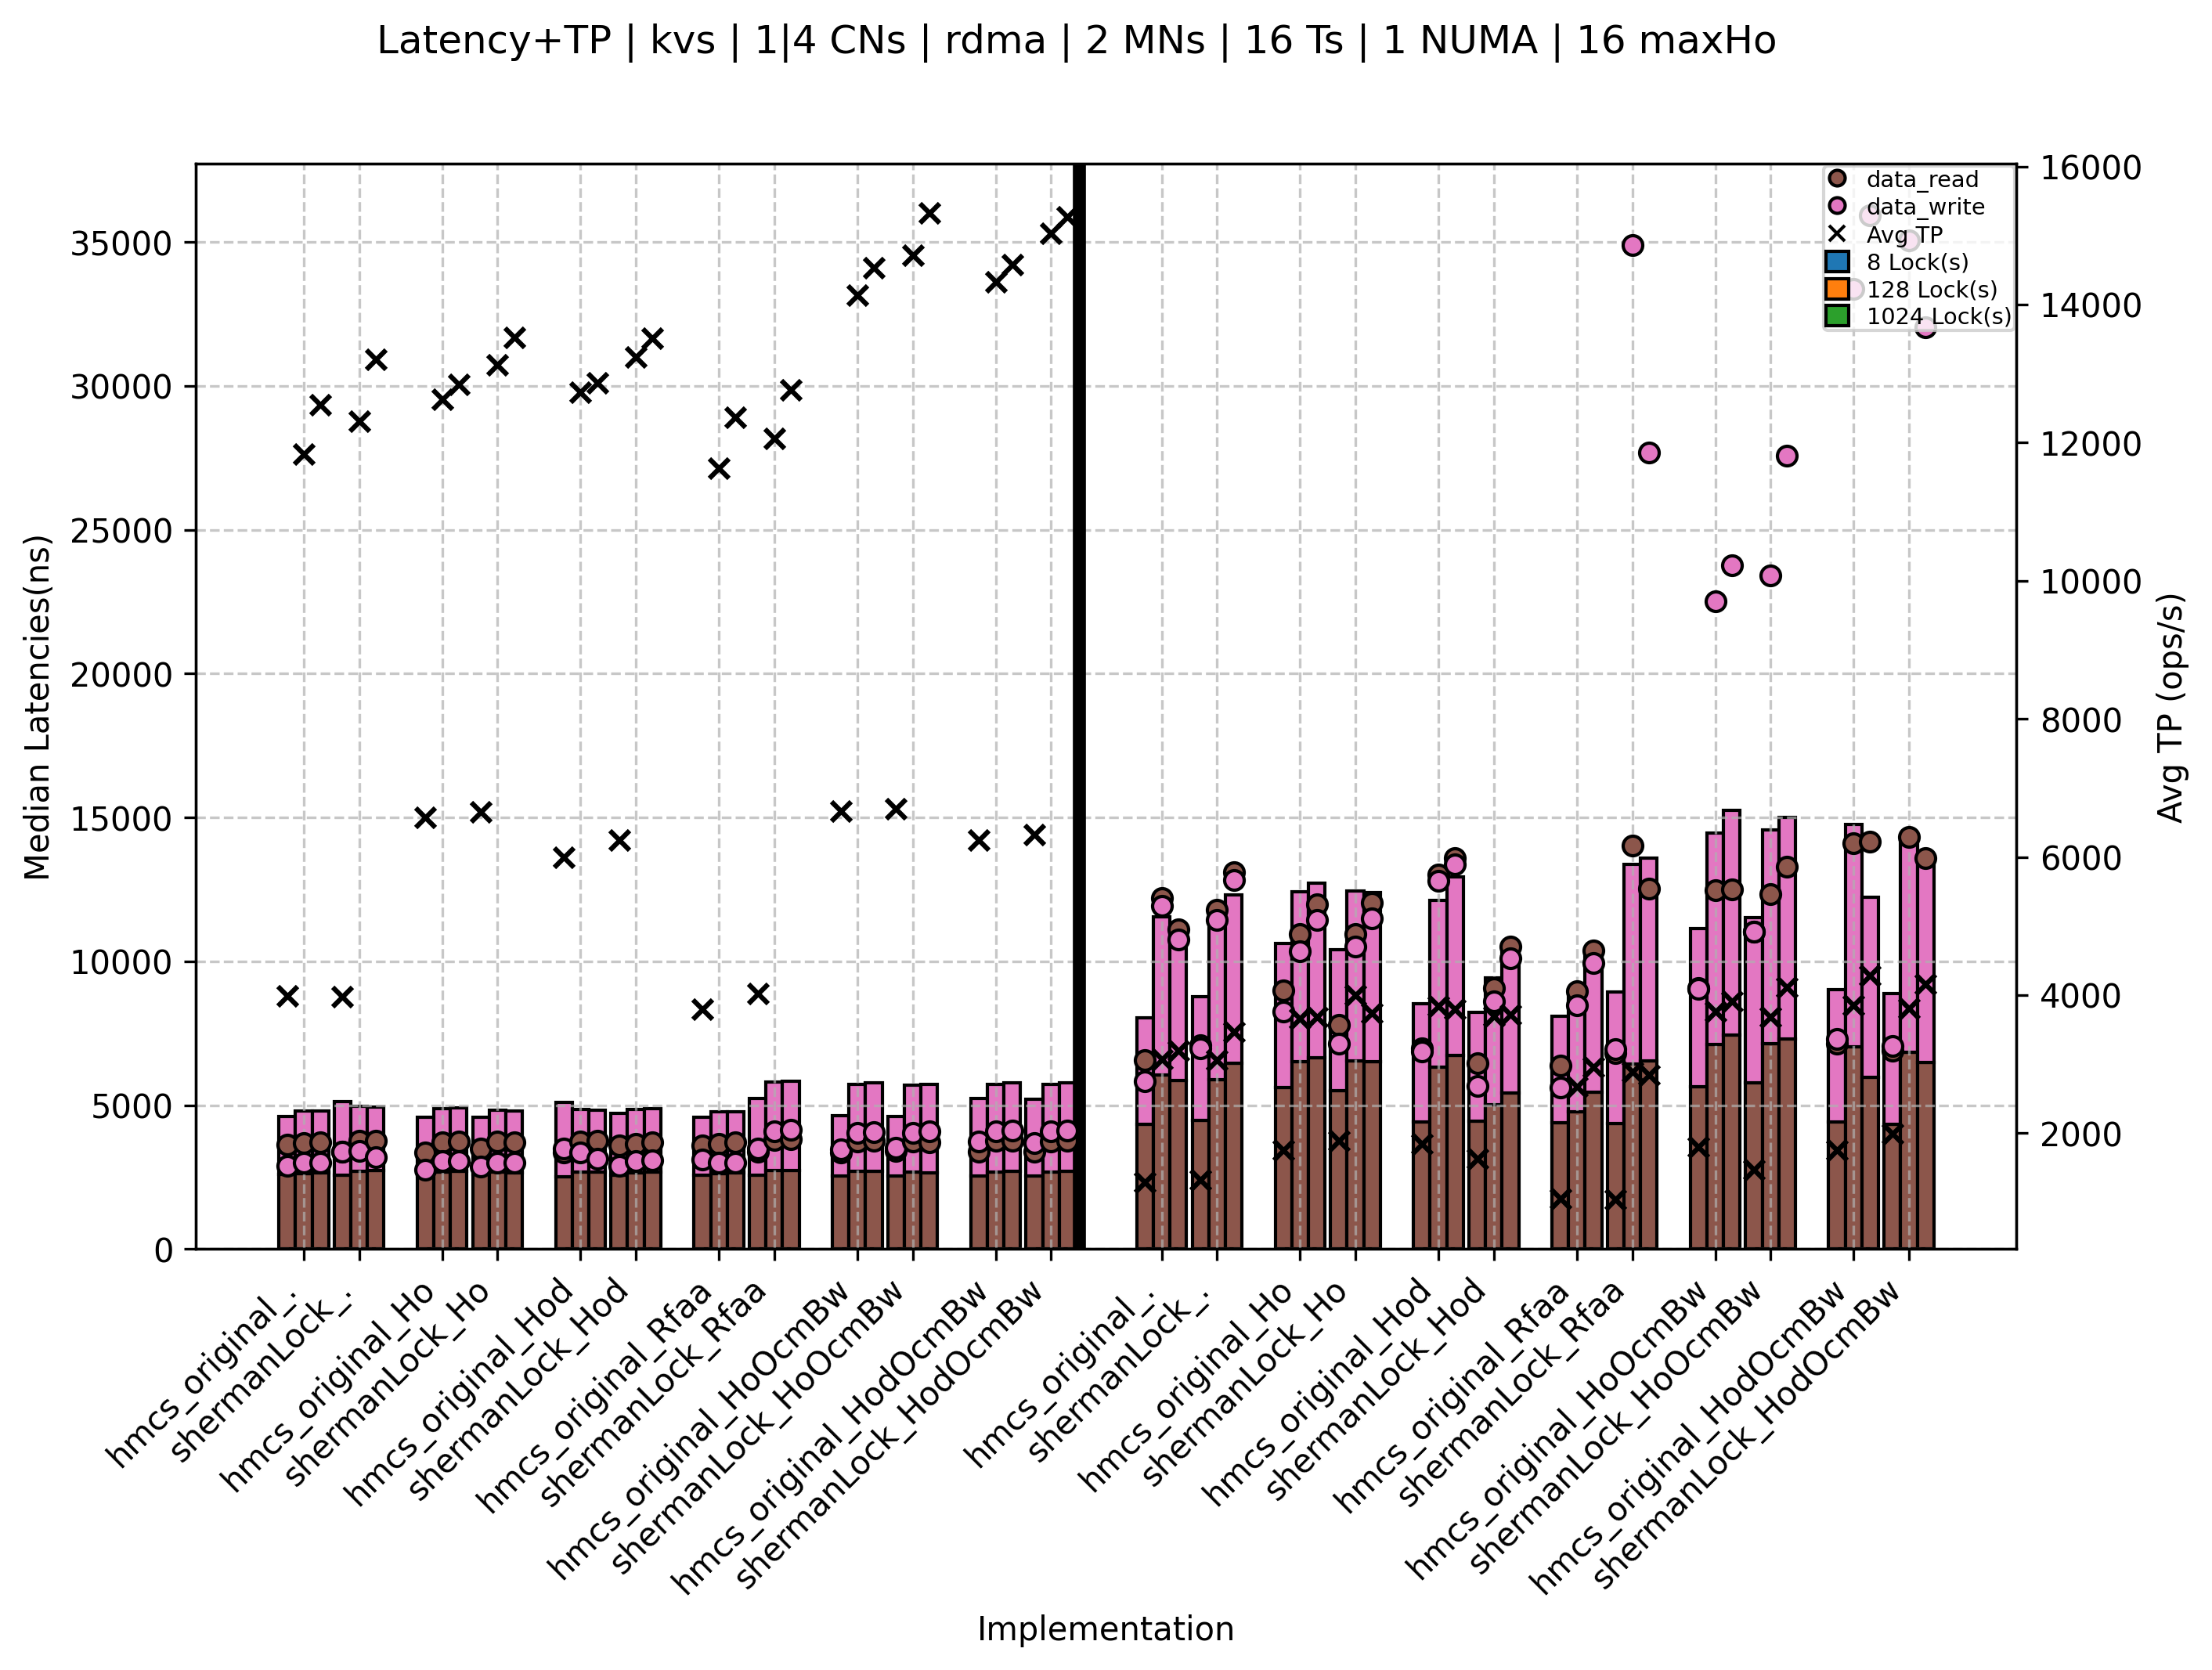 Latency+TP | kvs | 1|4 CNs | rdma | 2 MNs | 16 Ts | 1 NUMA | 16 maxHo
Median Latencies(ns)
35000
30000
25000
20000
15000
10000
5000
0
16000
14000
12000
10000
8000
6000
4000
2000
Avg TP (ops/s)
data_read
data_write
Avg TP
8 Lock(s)
128 Lock(s)
1024 Lock(s)
hmcs_original_.
shermanLock_.
hmcs_original_Ho
shermanLock_Ho
hmcs_original_Hod
shermanLock_Hod
hmcs_original_Rfaa
shermanLock_Rfaa
hmcs_original_HoOcmBw
shermanLock_HoOcmBw
hmcs_original_HodOcmBw
shermanLock_HodOcmBw
hmcs_original_.
shermanLock_.
hmcs_original_Ho
shermanLock_Ho
hmcs_original_Hod
shermanLock_Hod
hmcs_original_Rfaa
shermanLock_Rfaa
hmcs_original_HoOcmBw
shermanLock_HoOcmBw
hmcs_original_HodOcmBw
shermanLock_HodOcmBw
Implementation